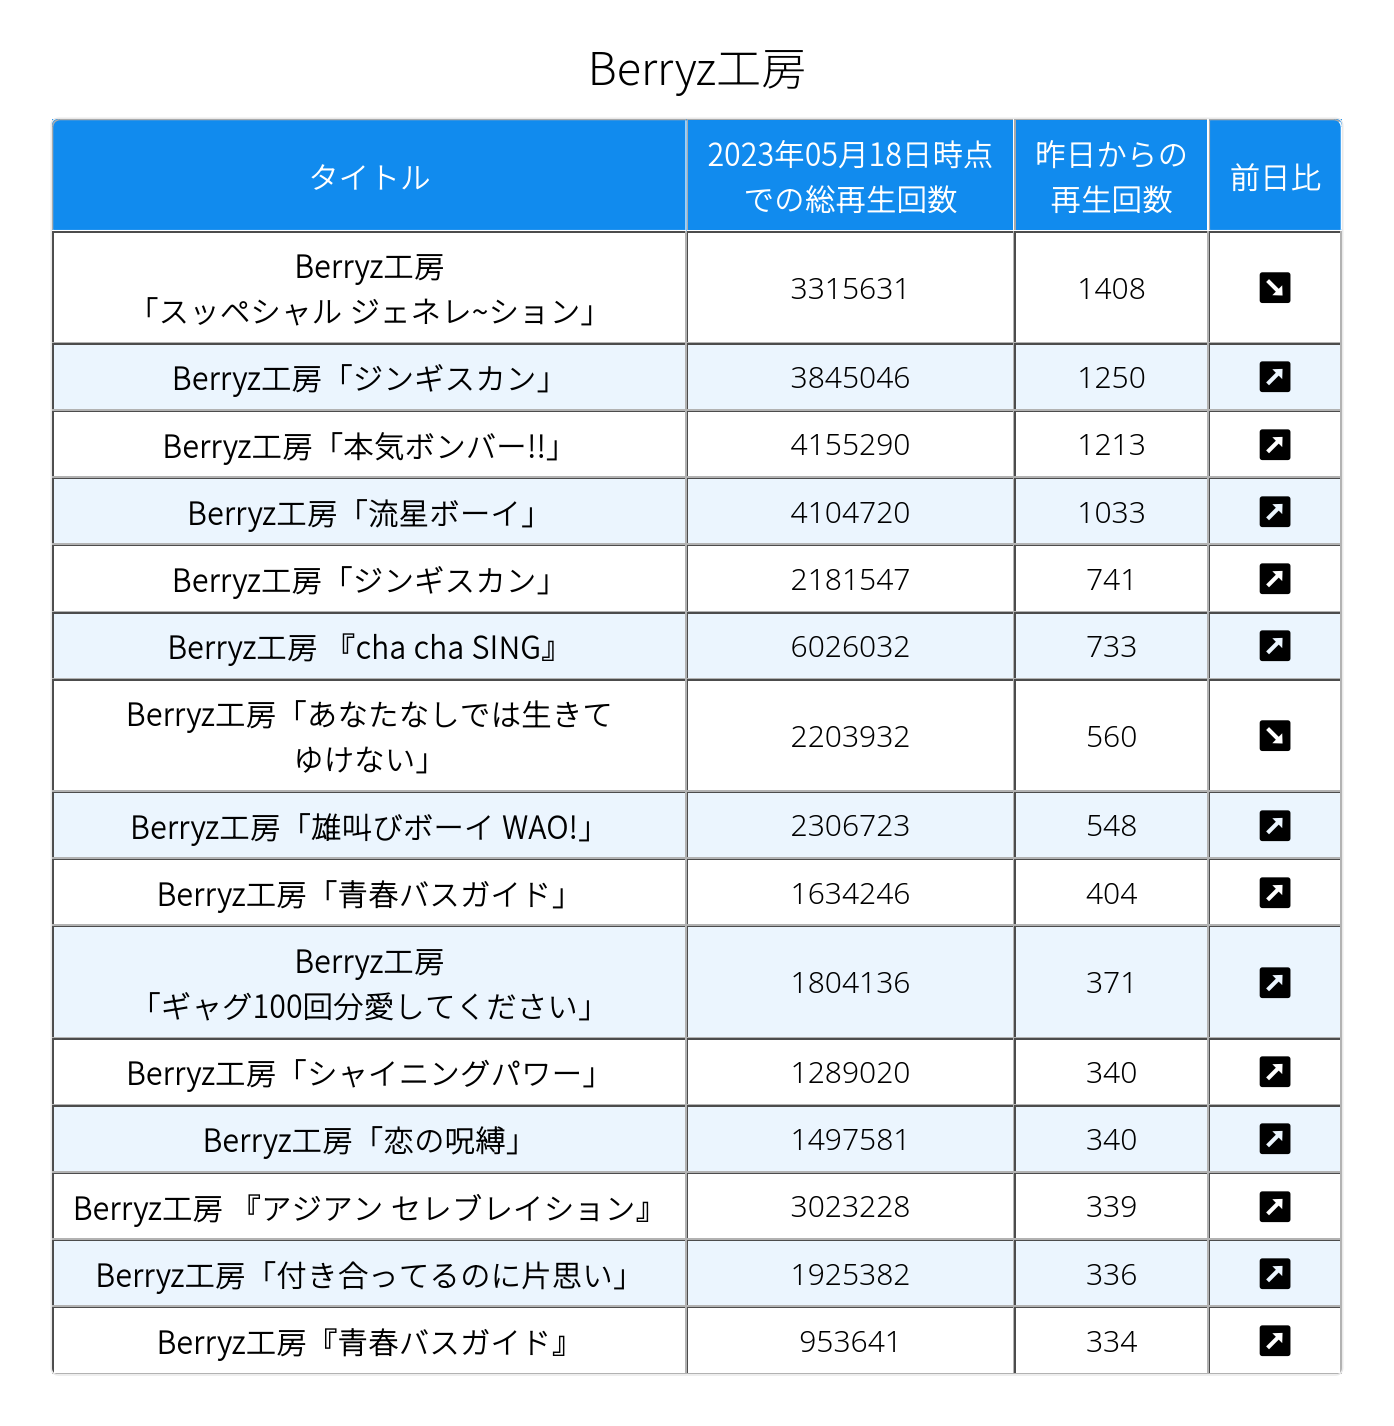 Berryz工房
タイトル
2023年05月18日時点
での総再生回数
昨日からの
再生回数
前日比
Berryz工房
「スッペシャル ジェネレ~ション」
3315631
1408
Berryz工房「ジンギスカン」
3845046
1250
Berryz工房「本気ボンバー!!」
4155290
1213
Berryz工房「流星ボーイ」
4104720
1033
Berryz工房「ジンギスカン」
2181547
741
Berryz工房 『cha cha SING』
6026032
733
Berryz工房「あなたなしでは生きて
ゆけない」
2203932
560
Berryz工房「雄叫びボーイ WAO!」
2306723
548
Berryz工房「青春バスガイド」
1634246
404
Berryz工房
「ギャグ100回分愛してください」
1804136
371
Berryz工房「シャイニングパワー」
1289020
340
Berryz工房「恋の呪縛」
1497581
340
Berryz工房 『アジアン セレブレイション』
3023228
339
Berryz工房「付き合ってるのに片思い」
1925382
336
Berryz工房『青春バスガイド』
953641
334